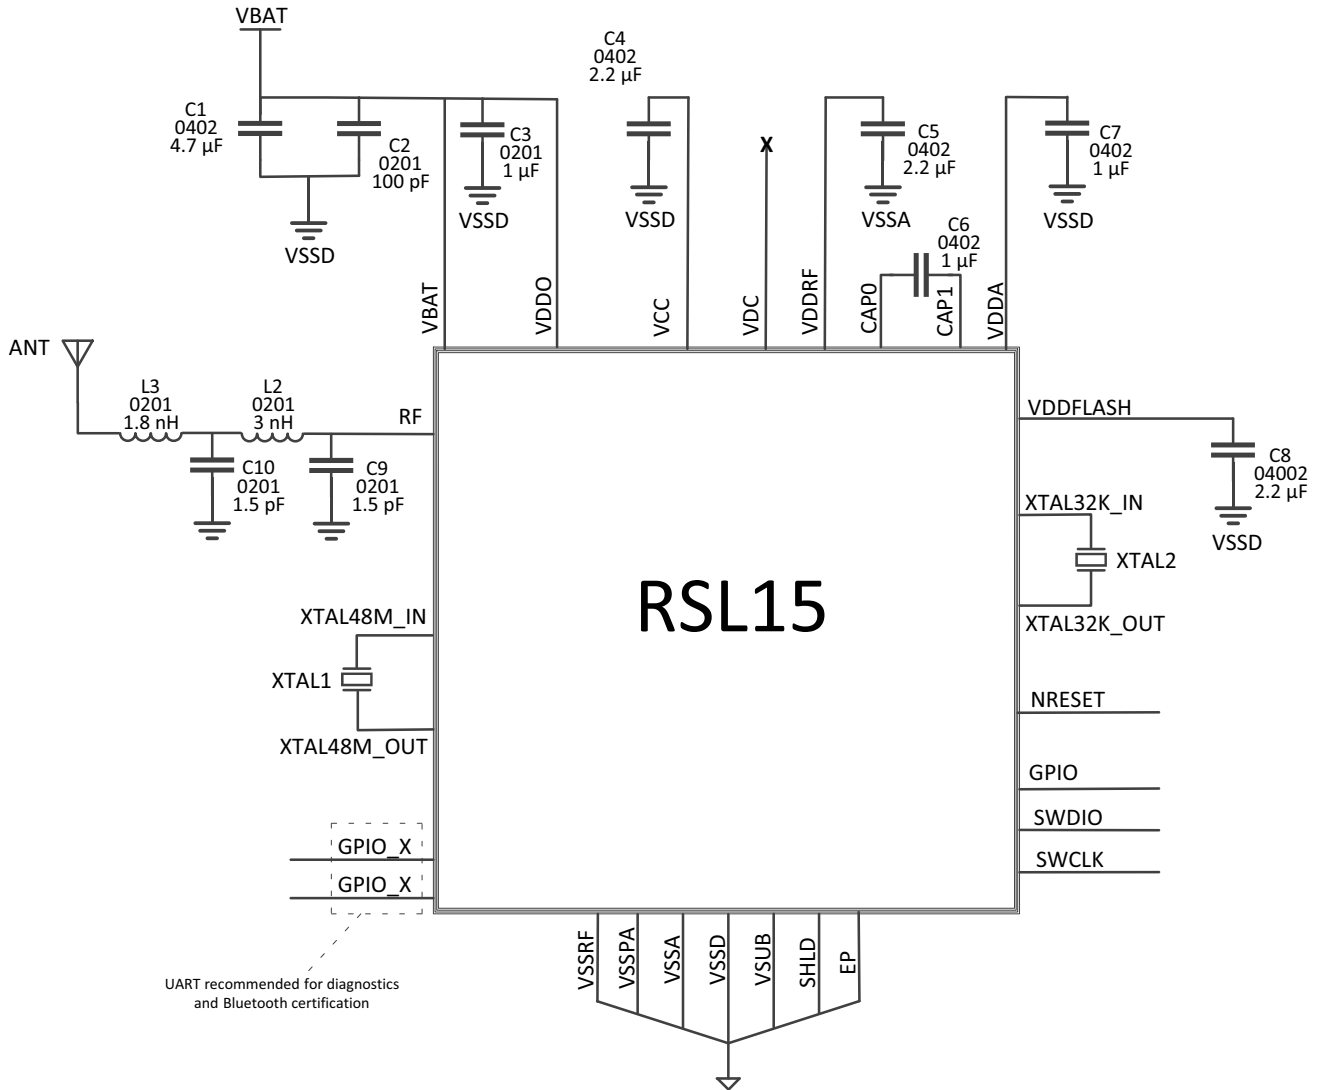 VBAT
C1
0402
4.7 µF
C2
0201
100 pF
VSSD
C3
0201
1 µF
VSSD
C4
0402
2.2 µF
VSSD
X
C5
0402
2.2 µF
VSSA
C6
0402
1 µF
C7
0402
1 µF
VSSD
VBAT
VDDO
VCC
VDC
VDDRF
CAP0
CAP1
VDDA
ANT
L3
0201
1.8 nH
L2
0201
3 nH
RF
C10
0201
1.5 pF
C9
0201
1.5 pF
VDDFLASH
C8
04002
2.2 µF
VSSD
XTAL32K_IN
XTAL2
XTAL32K_OUT
RSL15
XTAL48M_IN
XTAL1
XTAL48M_OUT
NRESET
GPIO
SWDIO
SWCLK
GPIO_X
GPIO_X
UART recommended for diagnostics
and Bluetooth certification
VSSRF
VSSPA
VSSA
VSSD
VSUB
SHLD
EP